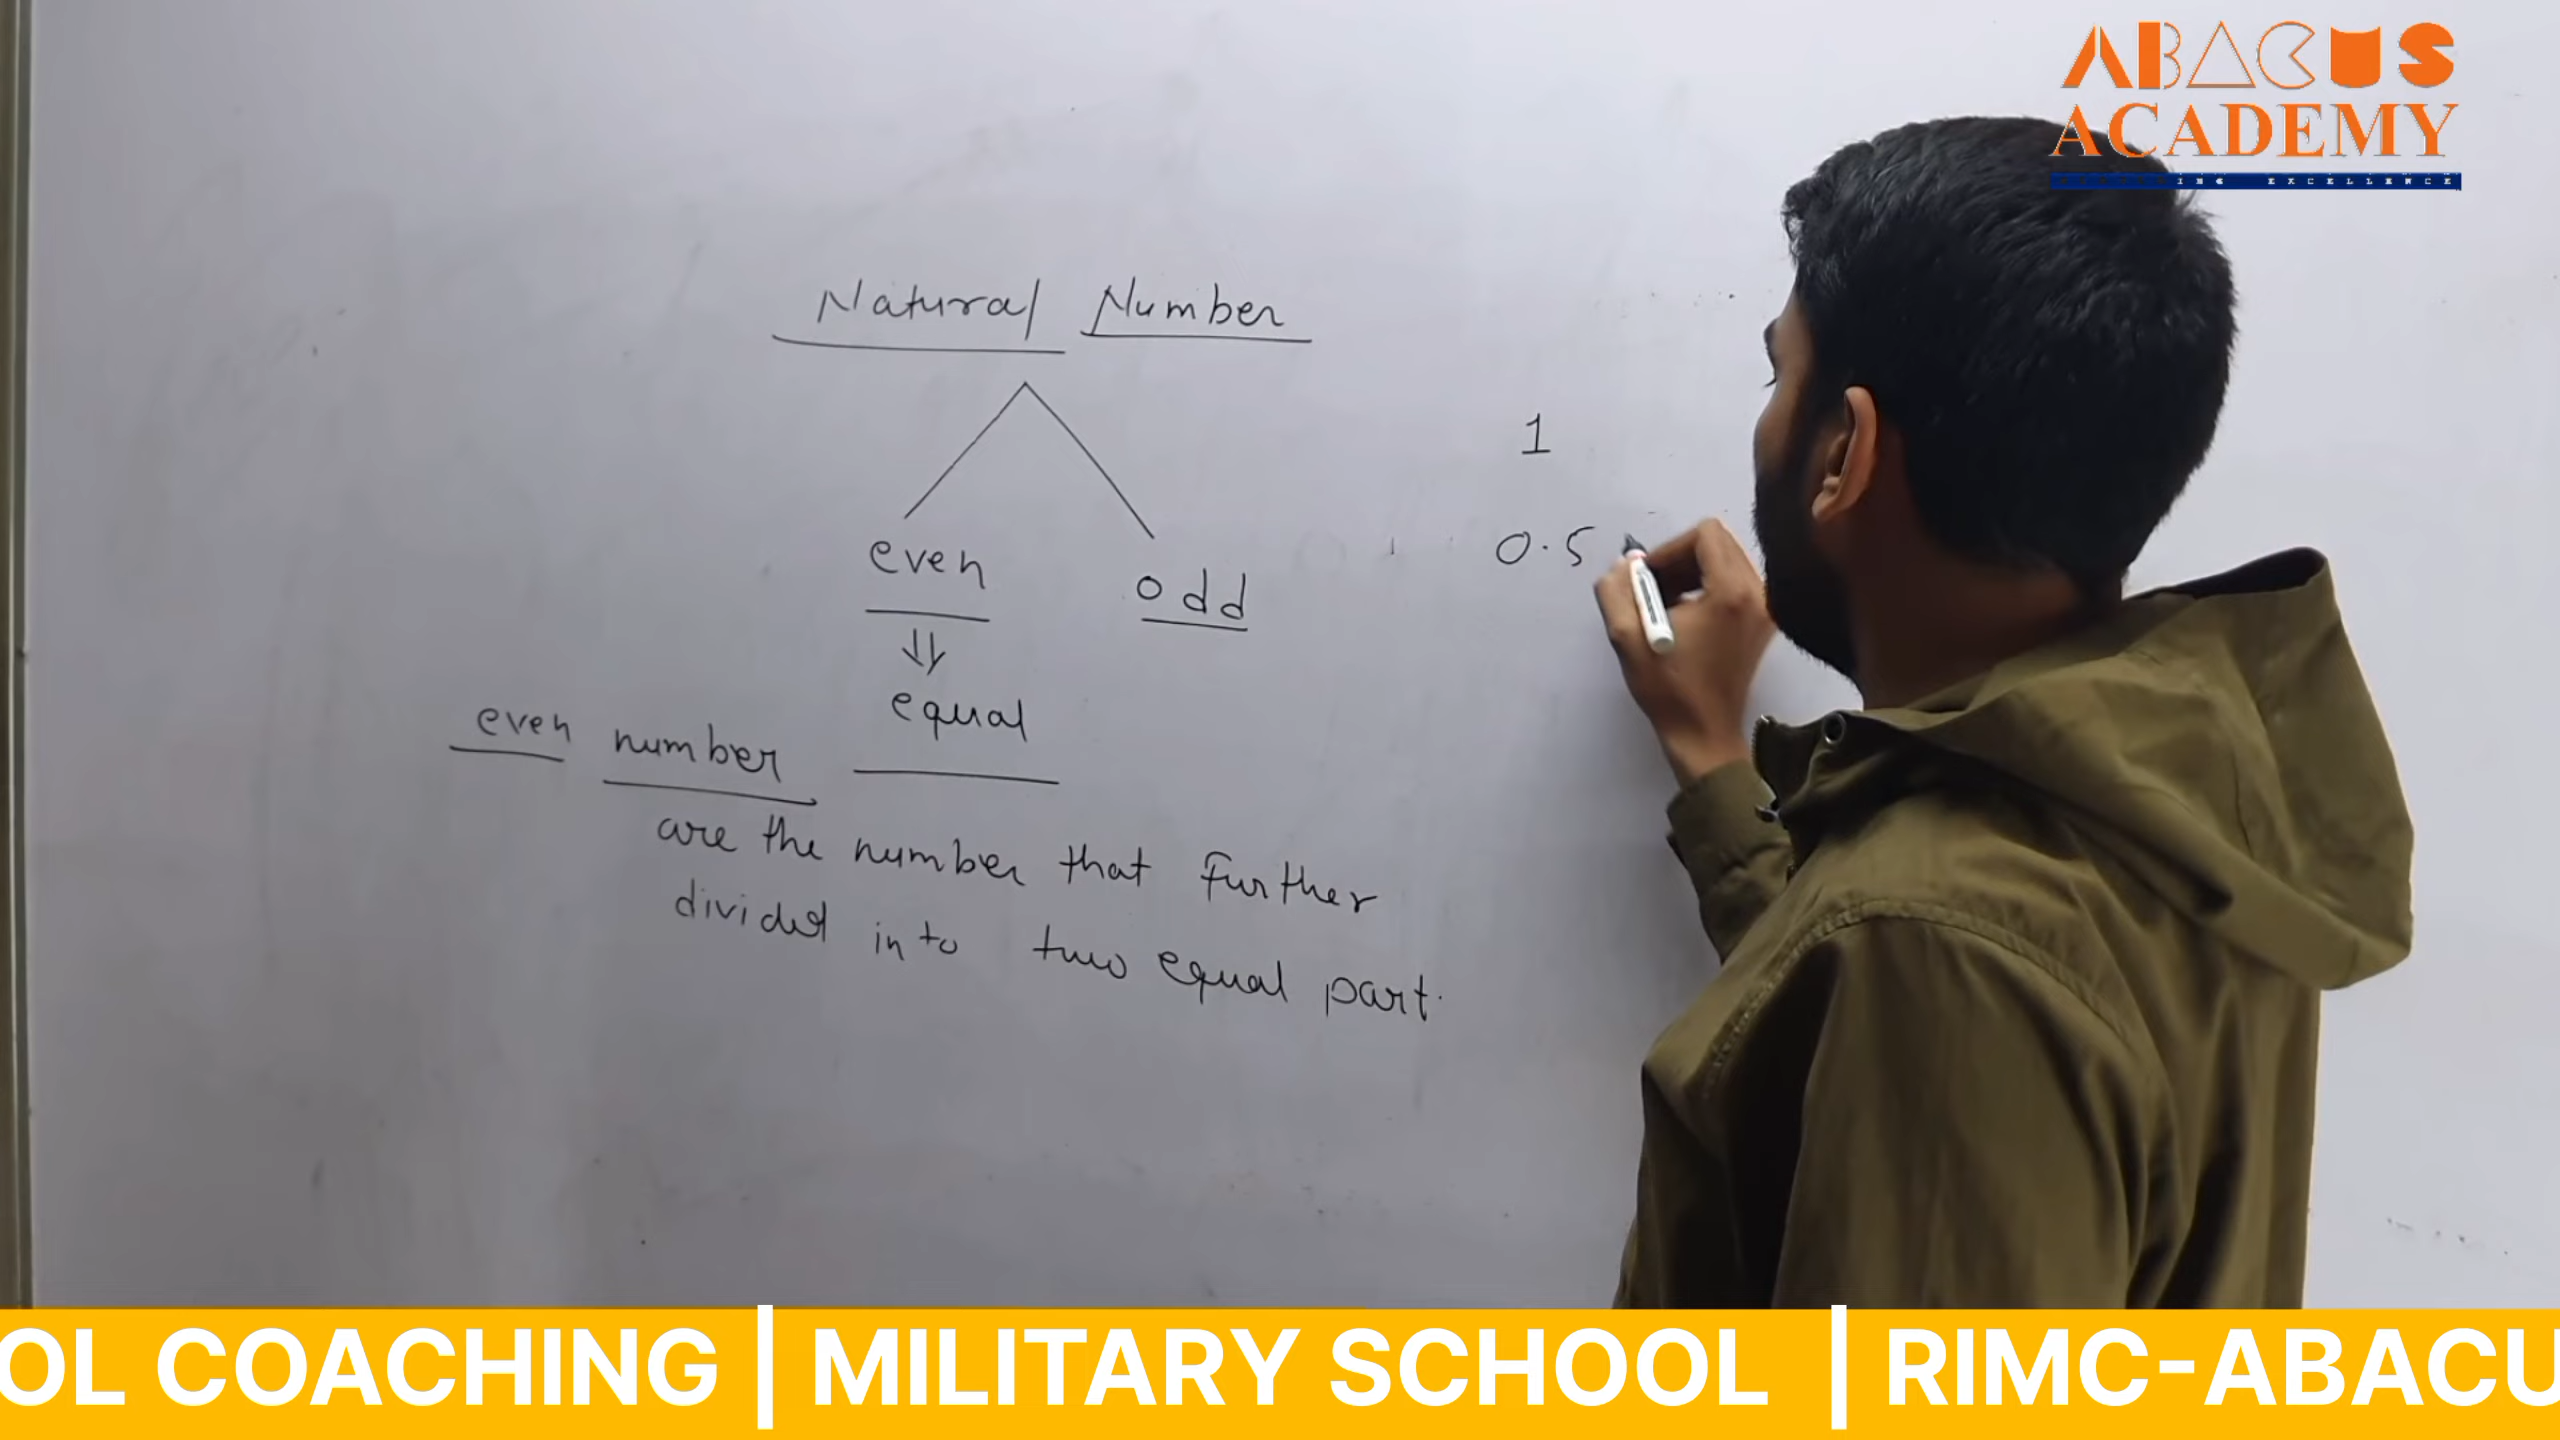 ABACUS
ACADEMY
EXCELLENCE
Natural Number
1
0.5
even odd
equal
even number
are the number that further
divided into two equal part.
OL COACHING | MILITARY SCHOOL | RIMC-ABACU